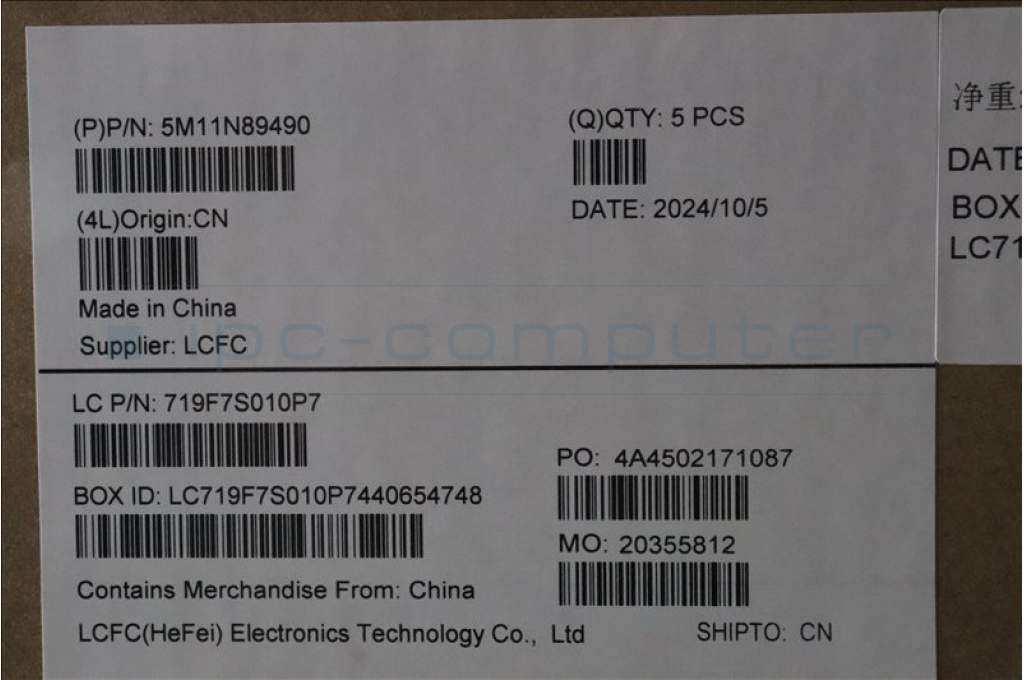 (P)P/N: 5M11N89490
(Q)QTY: 5 PCS
(4L)Origin:CN
DATE: 2024/10/5
Made in China
Supplier: LCFC
ipc-computer
LC P/N: 719F7S010P7
PO: 4A4502171087
BOX ID: LC719F7S010P7440654748
MO: 20355812
Contains Merchandise From: China
LCFC(HeFei) Electronics Technology Co., Ltd
SHIPTO: CN
净重:
DATE
BOX
LC71